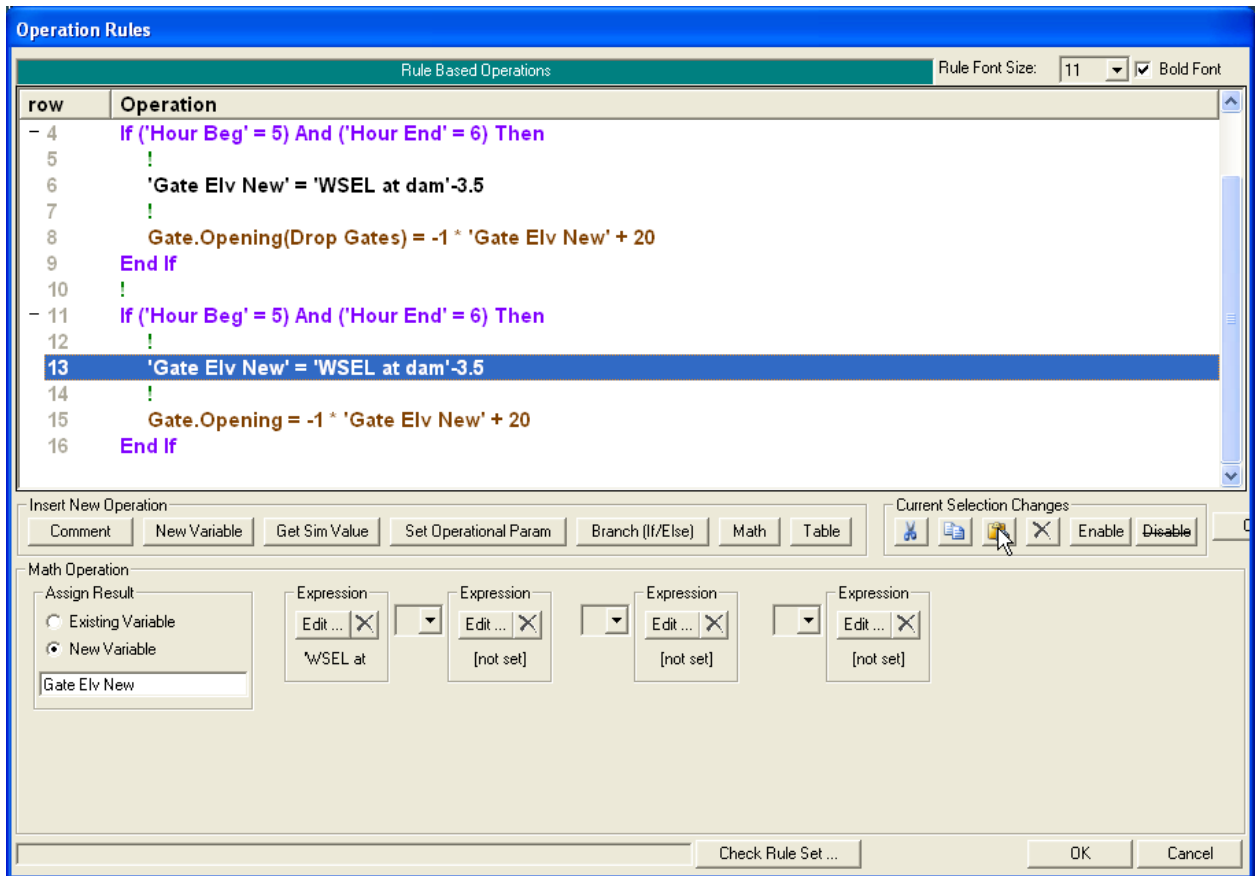 Operation Rules
Rule Based Operations
Rule Font Size: 11 Bold Font
row Operation
- 4 If ('Hour Beg' = 5) And ('Hour End' = 6) Then
5 !
6 'Gate Elv New' = 'WSEL at dam'-3.5
7 !
8 Gate.Opening(Drop Gates) = -1 * 'Gate Elv New' + 20
9 End If
10 !
- 11 If ('Hour Beg' = 5) And ('Hour End' = 6) Then
12 !
13 'Gate Elv New' = 'WSEL at dam'-3.5
14 !
15 Gate.Opening = -1 * 'Gate Elv New' + 20
16 End If
Insert New Operation
Current Selection Changes
Comment New Variable Get Sim Value Set Operational Param Branch (If/Else) Math Table Enable Disable
Math Operation
Assign Result
Existing Variable
New Variable
Gate Elv New
Expression Expression Expression Expression
Edit ... Edit ... Edit ... Edit ...
'WSEL at [not set] [not set] [not set]
Check Rule Set ... OK Cancel